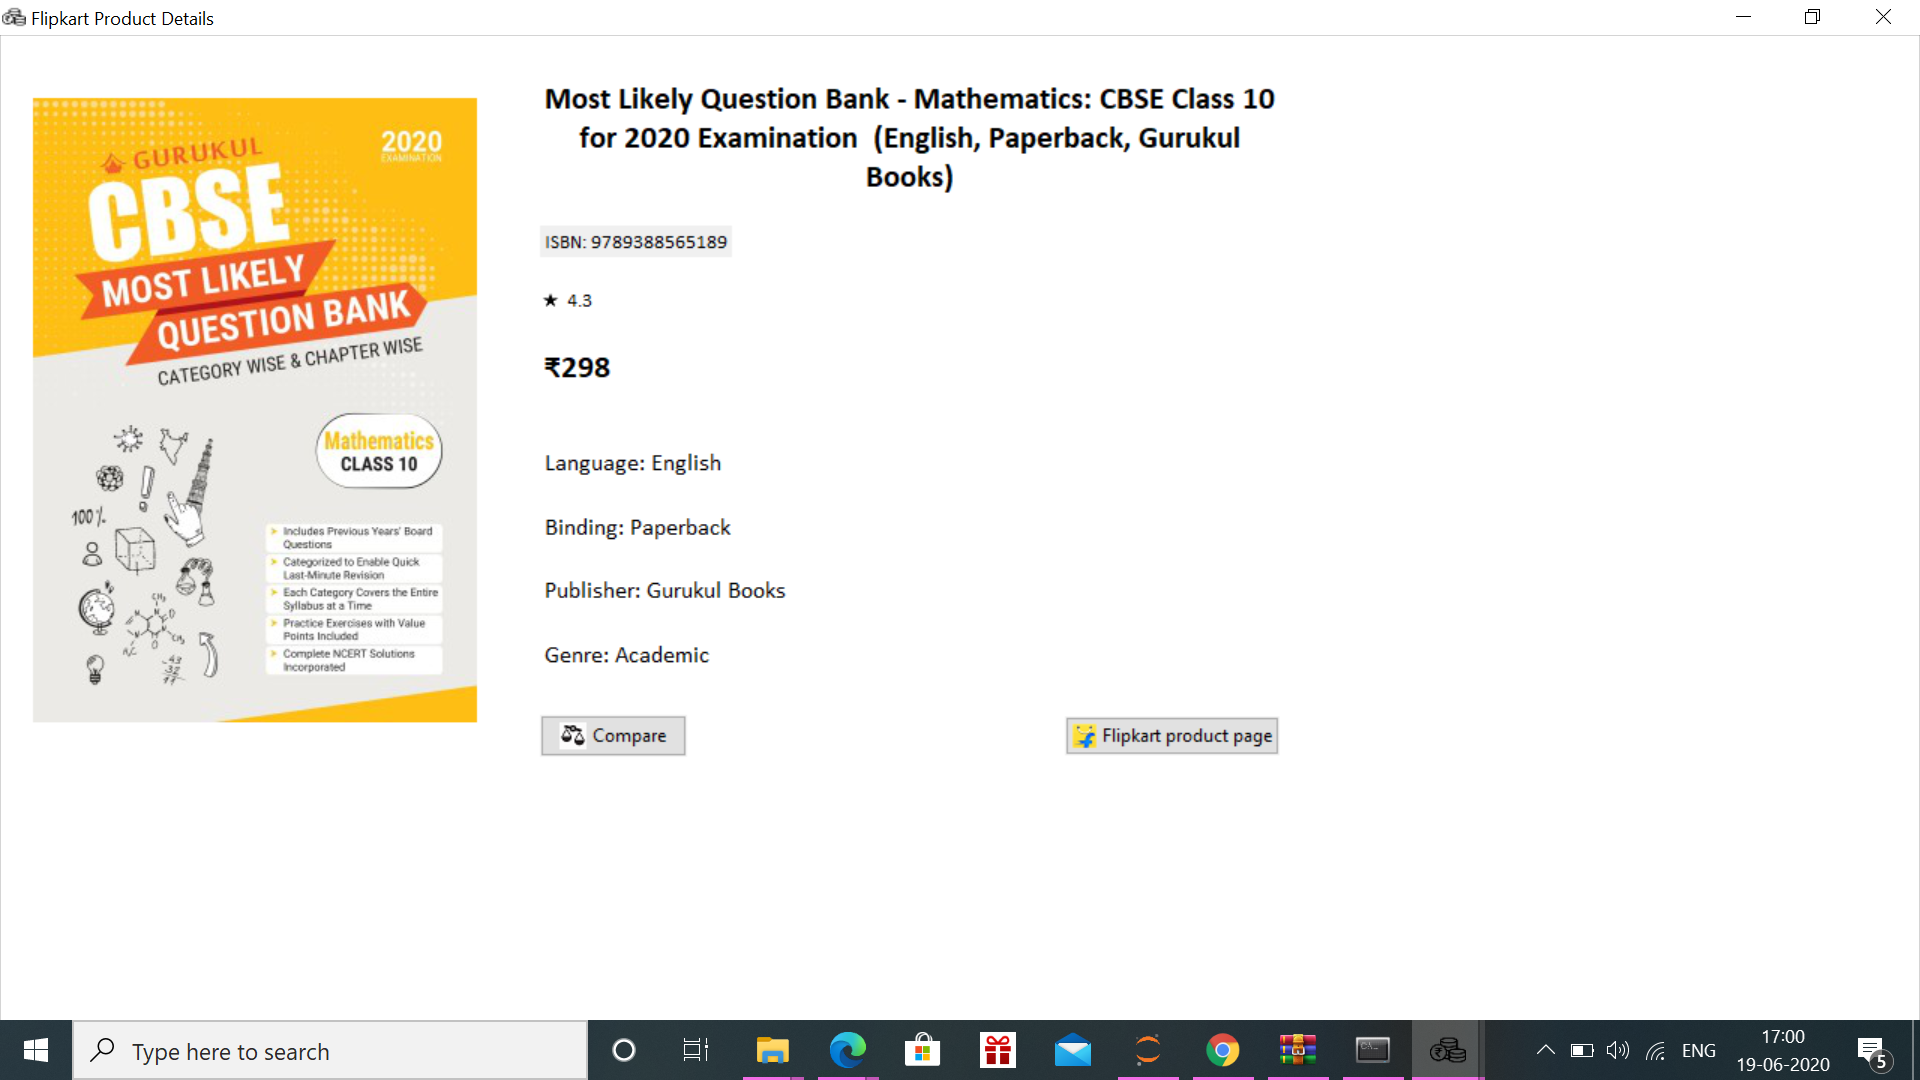 Flipkart Product Details
GURUKUL
2020
EXAMINATION
CBSE
MOST LIKELY
QUESTION BANK
CATEGORY WISE & CHAPTER WISE
Mathematics
CLASS 10
100%
Includes Previous Years' Board
Questions
Categorized to Enable Quick
Last-Minute Revision
Each Category Covers the Entire
Syllabus at a Time
Practice Exercises with Value
Points Included
Complete NCERT Solutions
Incorporated
Most Likely Question Bank - Mathematics: CBSE Class 10
for 2020 Examination (English, Paperback, Gurukul
Books)
ISBN: 9789388565189
★ 4.3
₹298
Language: English
Binding: Paperback
Publisher: Gurukul Books
Genre: Academic
Compare
Flipkart product page
Type here to search
ENG
17:00
19-06-2020
5